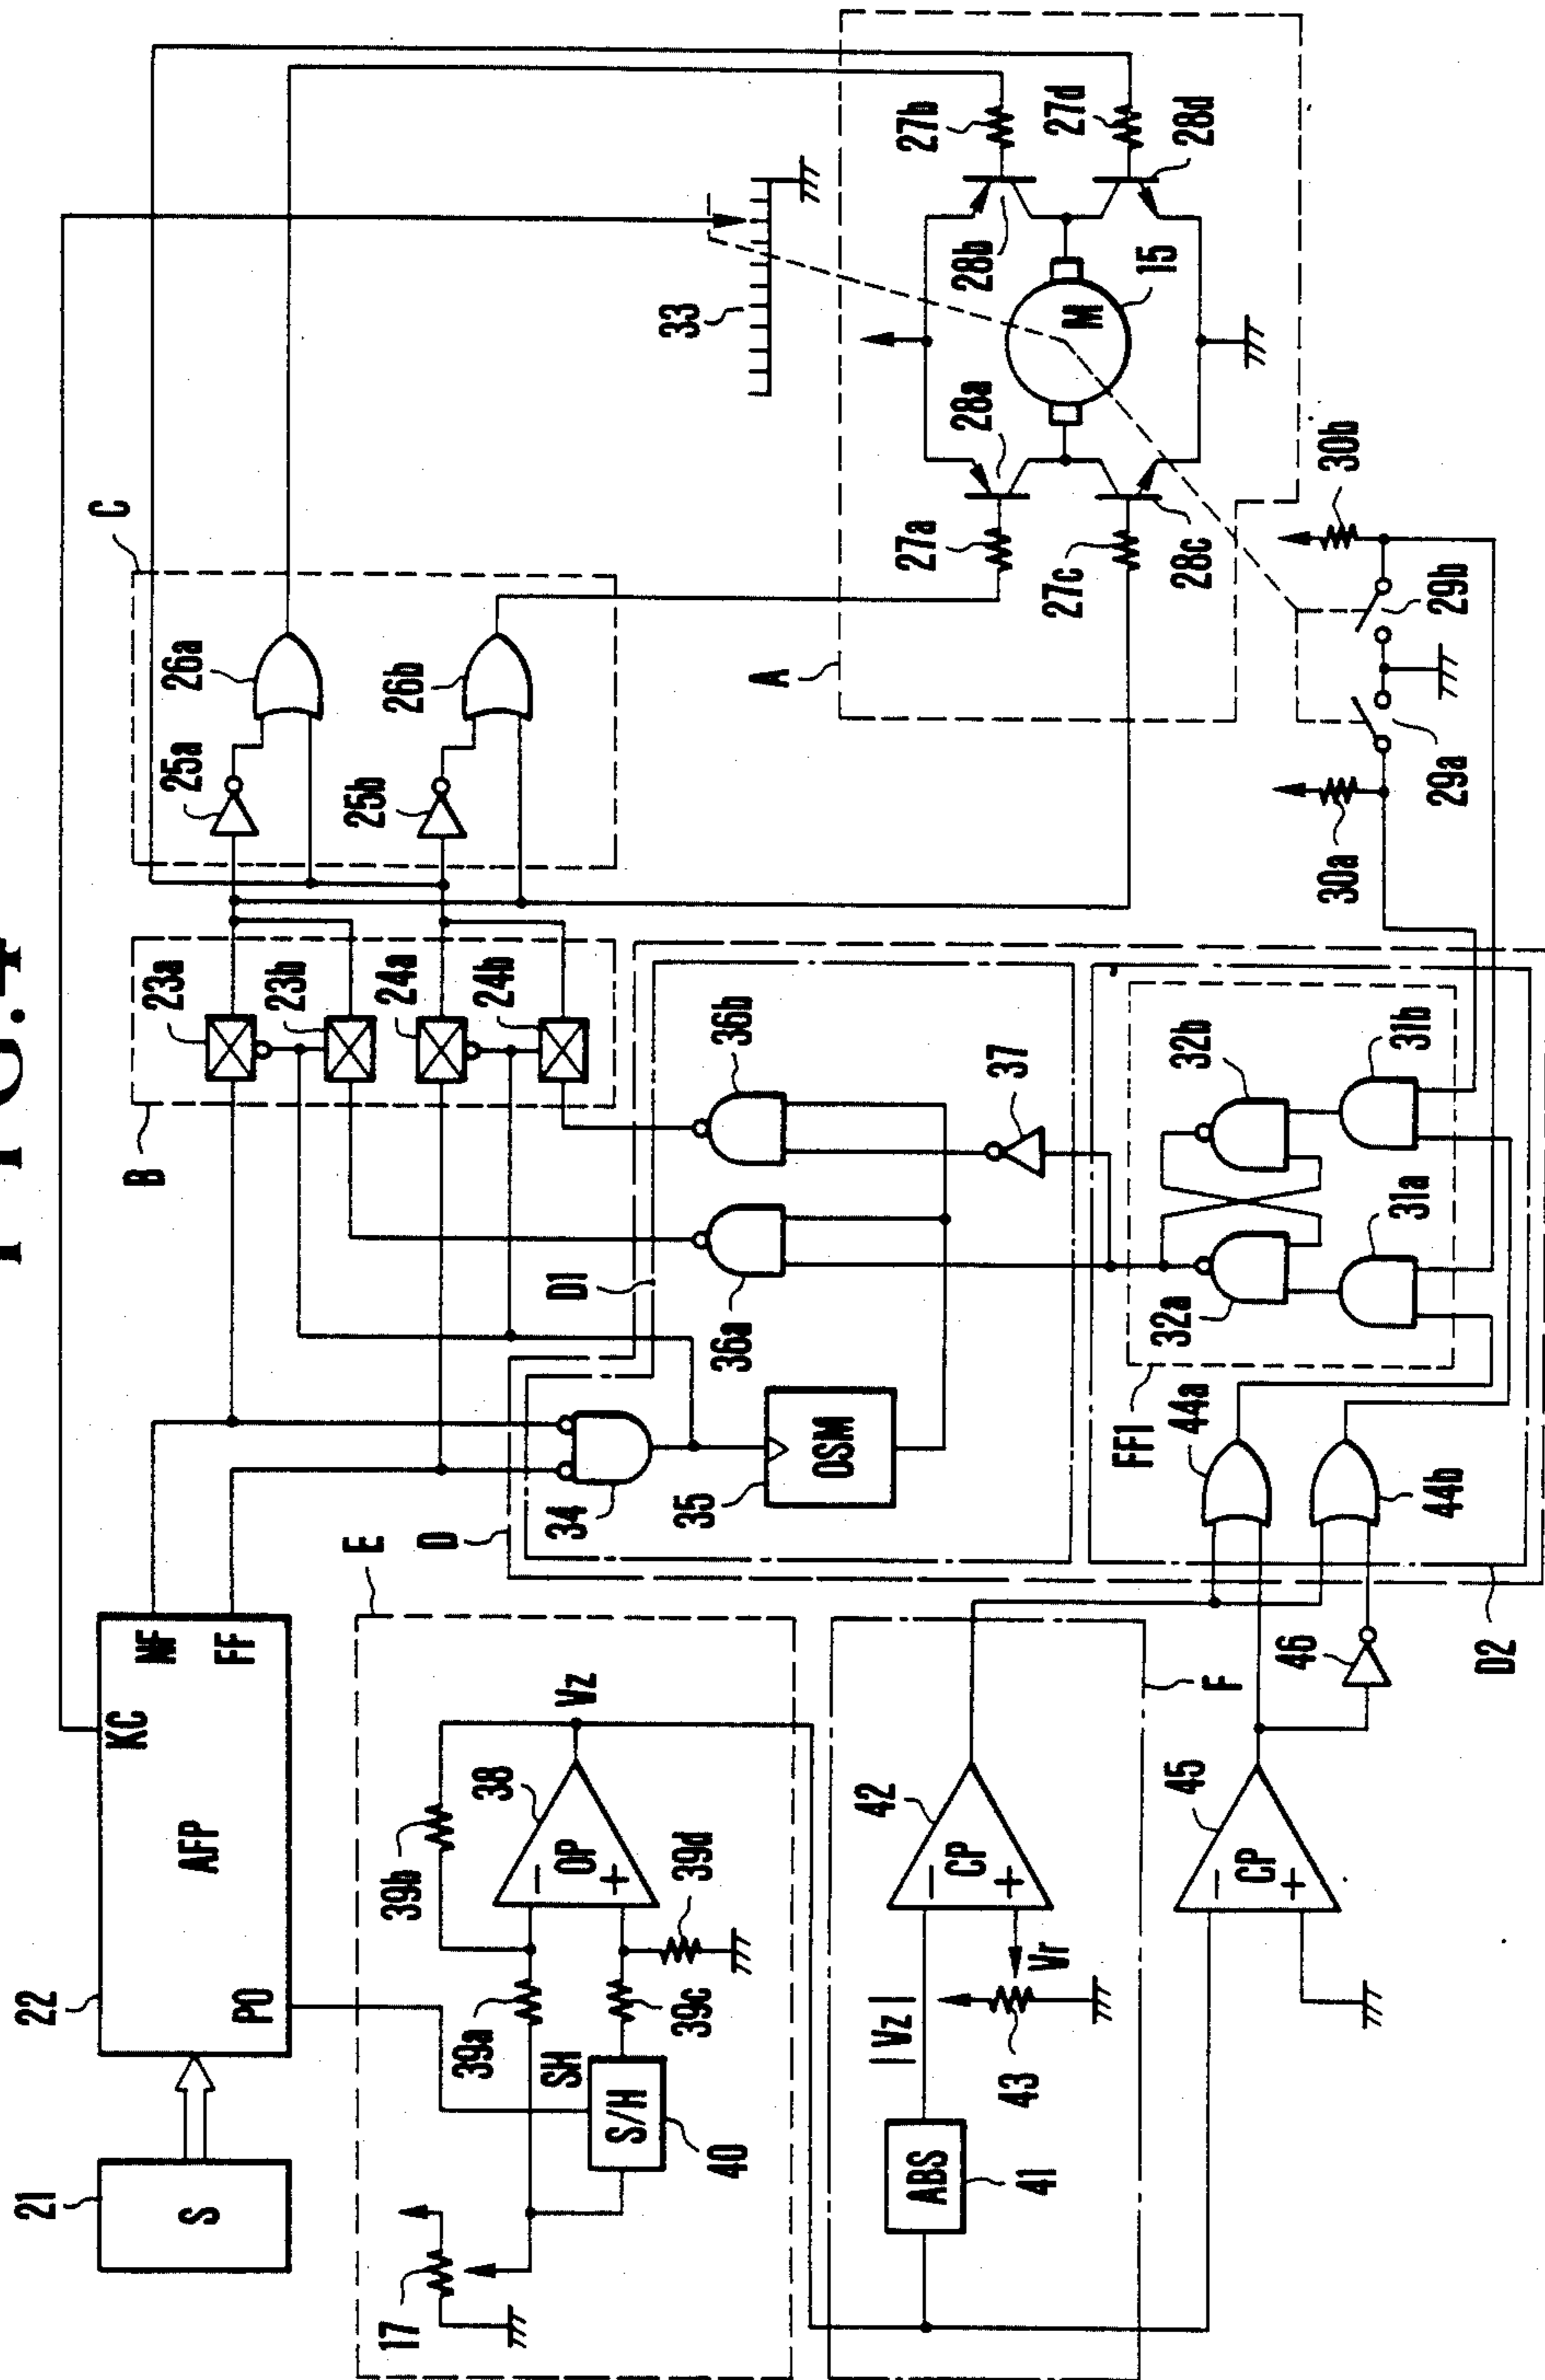 FIG.4
21
S
22
AFP
KC
PO
NF
FF
E
17
39a
39b
SH
S/H
40
39c
39d
OP
38
Vz
ABS
41
|Vz|
43
Vr
CP
42
F
CP
45
46
D
34
35
OSM
D1
36a
36b
37
D2
FF1
44a
44b
31a
31b
32a
32b
B
23a
23b
24a
24b
C
25a
25b
26a
26b
A
27a
27b
27c
27d
28a
28b
28c
28d
M
15
33
29a
29b
30a
30b